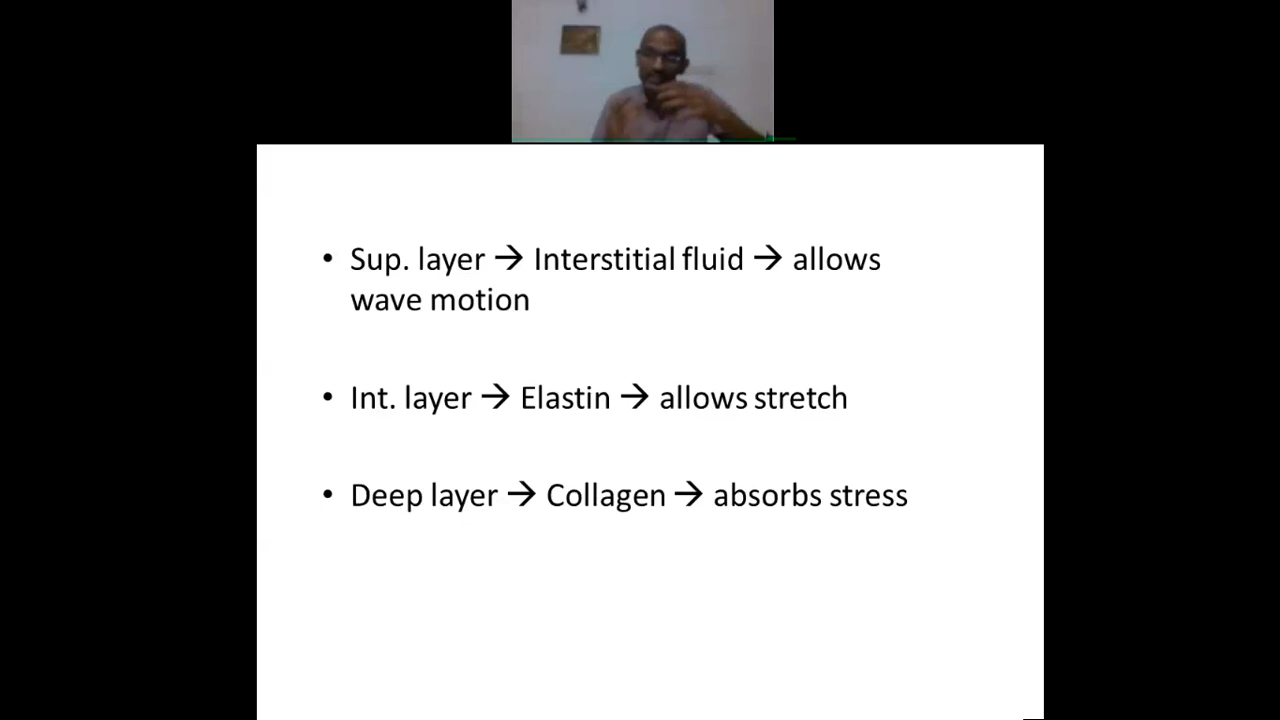 • Sup. layer → Interstitial fluid → allows
wave motion
• Int. layer → Elastin → allows stretch
• Deep layer → Collagen → absorbs stress